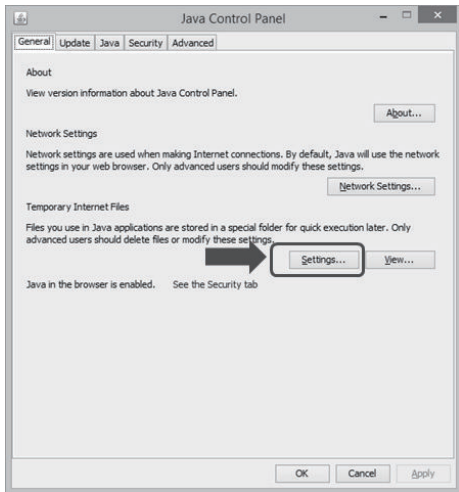 Java Control Panel
General Update Java Security Advanced
About
View version information about Java Control Panel.
About...
Network Settings
Network settings are used when making Internet connections. By default, Java will use the network
settings in your web browser. Only advanced users should modify these settings.
Network Settings...
Temporary Internet Files
Files you use in Java applications are stored in a special folder for quick execution later. Only
advanced users should delete files or modify these settings.
Settings... View...
Java in the browser is enabled. See the Security tab
OK Cancel Apply